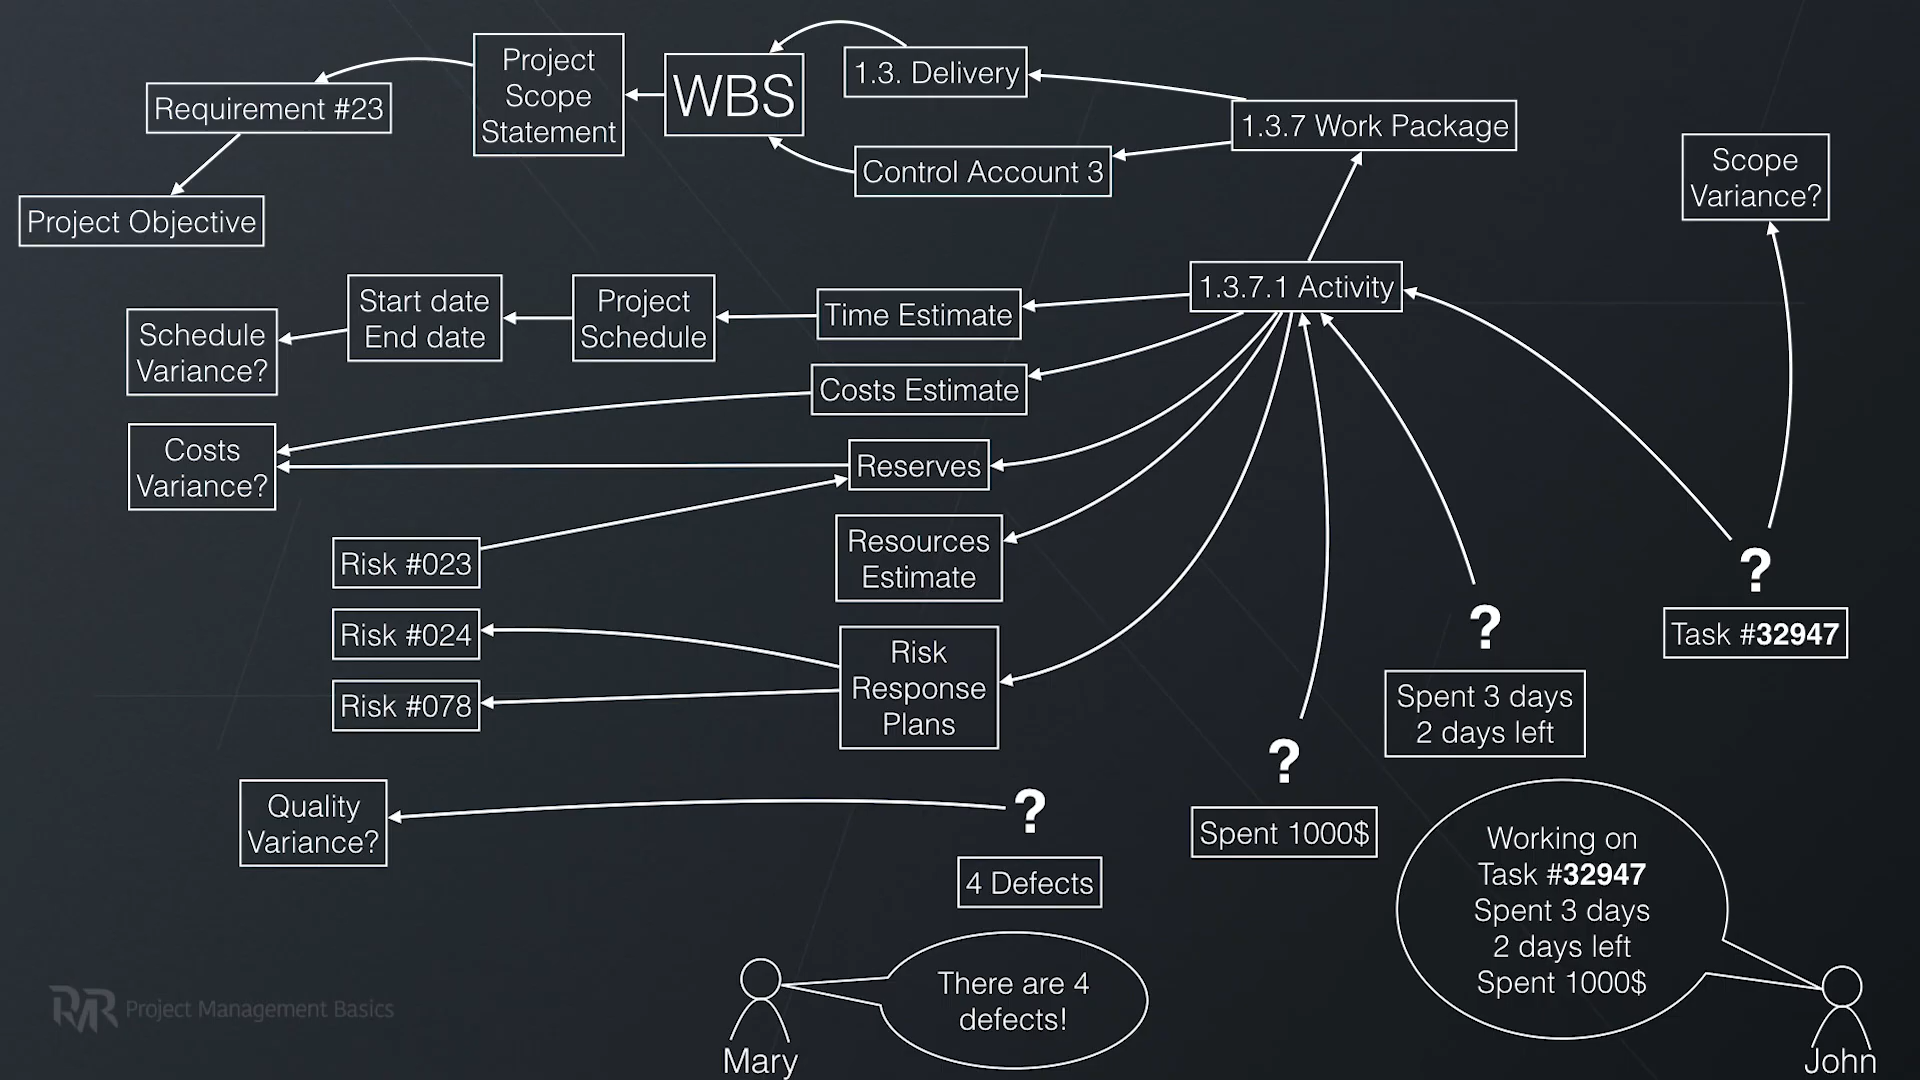 Project
Scope
Statement
WBS
1.3. Delivery
Requirement #23
1.3.7 Work Package
Control Account 3
Scope
Variance?
Project Objective
1.3.7.1 Activity
Start date
End date
Project
Schedule
Time Estimate
Schedule
Variance?
Costs Estimate
Costs
Variance?
Reserves
Resources
Estimate
Risk #023
?
Task #32947
Risk #024
Risk
Response
Plans
?
Spent 3 days
2 days left
Risk #078
?
Spent 1000$
Quality
Variance?
?
4 Defects
Working on
Task #32947
Spent 3 days
2 days left
Spent 1000$
There are 4
defects!
PMR Project Management Basics
Mary
John